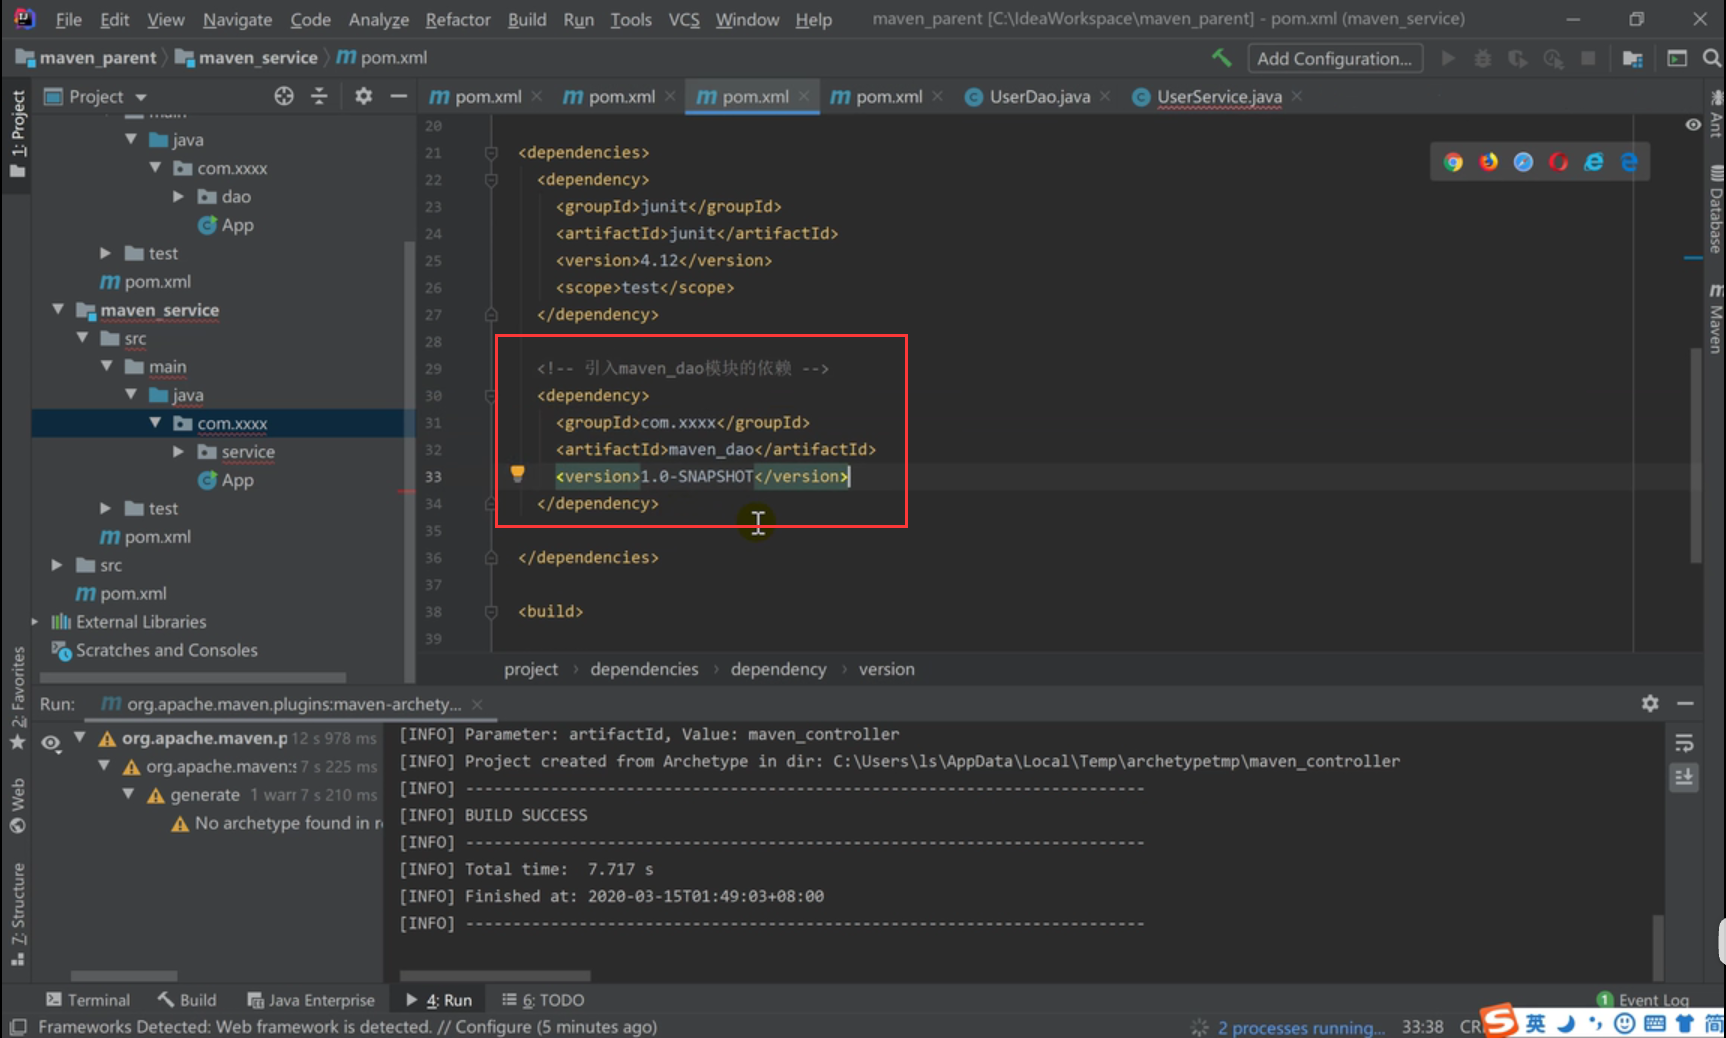 File Edit View Navigate Code Analyze Refactor Build Run Tools VCS Window Help maven_parent [C:\IdeaWorkspace\maven_parent] - pom.xml (maven_service)
maven_parent maven_service pom.xml Add Configuration...
Project
pom.xml pom.xml pom.xml pom.xml UserDao.java UserService.java
1: Project
main
java
com.xxxx
dao
App
test
pom.xml
maven_service
src
main
java
com.xxxx
service
App
test
pom.xml
src
pom.xml
External Libraries
Scratches and Consoles
20
21 <dependencies>
22 <dependency>
23 <groupId>junit</groupId>
24 <artifactId>junit</artifactId>
25 <version>4.12</version>
26 <scope>test</scope>
27 </dependency>
28
29 <!-- 引入maven_dao模块的依赖 -->
30 <dependency>
31 <groupId>com.xxxx</groupId>
32 <artifactId>maven_dao</artifactId>
33 <version>1.0-SNAPSHOT</version>
34 </dependency>
35
36 </dependencies>
37
38 <build>
39
project dependencies dependency version
Ant
Database
Maven
2: Favorites
Web
7: Structure
Run: org.apache.maven.plugins:maven-archety...
org.apache.maven.p 12 s 978 ms
org.apache.maven:s 7 s 225 ms
generate 1 warr 7 s 210 ms
No archetype found in r
[INFO] Parameter: artifactId, Value: maven_controller
[INFO] Project created from Archetype in dir: C:\Users\ls\AppData\Local\Temp\archetypetmp\maven_controller
[INFO] ------------------------------------------------------------------------
[INFO] BUILD SUCCESS
[INFO] ------------------------------------------------------------------------
[INFO] Total time:  7.717 s
[INFO] Finished at: 2020-03-15T01:49:03+08:00
[INFO] ------------------------------------------------------------------------
Terminal Build Java Enterprise 4: Run 6: TODO 1 Event Log
Frameworks Detected: Web framework is detected. // Configure (5 minutes ago) 2 processes running... 33:38 CR S 英 简